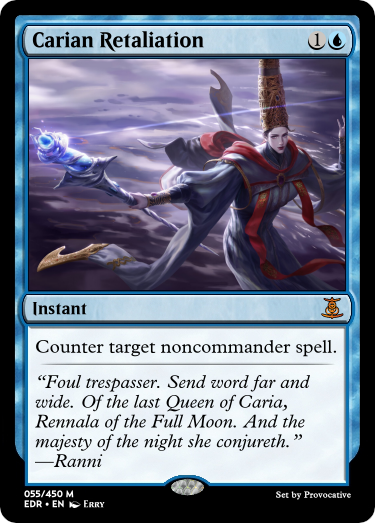 Carian Retaliation 1
Instant
Counter target noncommander spell.
“Foul trespasser. Send word far and
wide. Of the last Queen of Caria,
Rennala of the Full Moon. And the
majesty of the night she conjureth.”
—Ranni
055/450 M
EDR • EN Erry
Set by Provocative